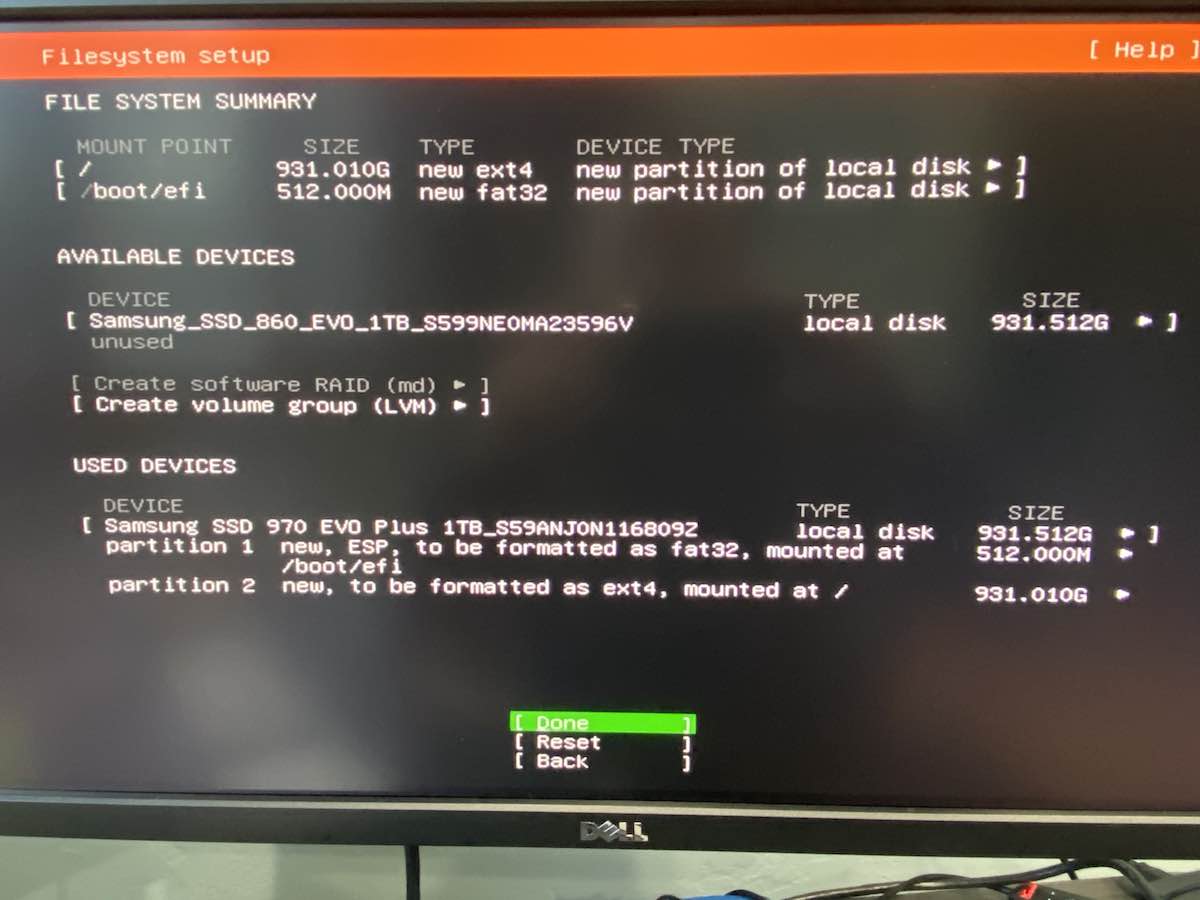 Filesystem setup [ Help ]
FILE SYSTEM SUMMARY
MOUNT POINT SIZE TYPE DEVICE TYPE
[ / 931.010G new ext4 new partition of local disk ▸ ]
[ /boot/efi 512.000M new fat32 new partition of local disk ▸ ]
AVAILABLE DEVICES
DEVICE TYPE SIZE
[ Samsung_SSD_860_EVO_1TB_S599NE0MA23596V local disk 931.512G ▸ ]
unused
[ Create software RAID (md) ▸ ]
[ Create volume group (LVM) ▸ ]
USED DEVICES
DEVICE TYPE SIZE
[ Samsung SSD 970 EVO Plus 1TB_S59ANJ0N116809Z local disk 931.512G ▸ ]
partition 1 new, ESP, to be formatted as fat32, mounted at 512.000M ▸
/boot/efi
partition 2 new, to be formatted as ext4, mounted at / 931.010G ▸
[ Done ]
[ Reset ]
[ Back ]
DELL